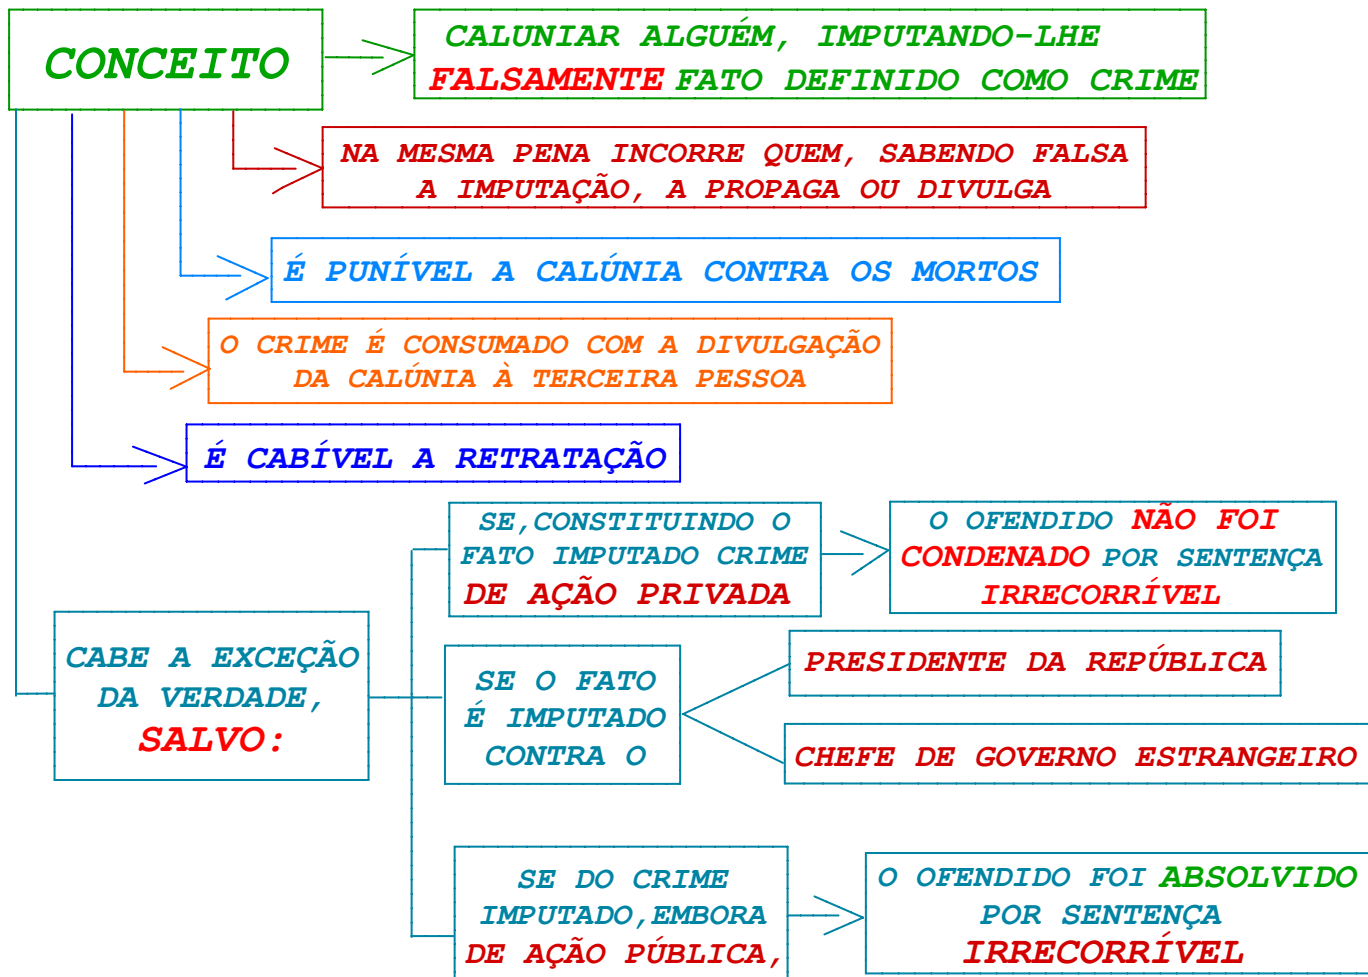 CONCEITO
CALUNIAR ALGUÉM, IMPUTANDO-LHE
FALSAMENTE FATO DEFINIDO COMO CRIME
NA MESMA PENA INCORRE QUEM, SABENDO FALSA
A IMPUTAÇÃO, A PROPAGA OU DIVULGA
É PUNÍVEL A CALÚNIA CONTRA OS MORTOS
O CRIME É CONSUMADO COM A DIVULGAÇÃO
DA CALÚNIA À TERCEIRA PESSOA
É CABÍVEL A RETRATAÇÃO
CABE A EXCEÇÃO
DA VERDADE,
SALVO:
SE,CONSTITUINDO O
FATO IMPUTADO CRIME
DE AÇÃO PRIVADA
O OFENDIDO NÃO FOI
CONDENADO POR SENTENÇA
IRRECORRÍVEL
SE O FATO
É IMPUTADO
CONTRA O
PRESIDENTE DA REPÚBLICA
CHEFE DE GOVERNO ESTRANGEIRO
SE DO CRIME
IMPUTADO,EMBORA
DE AÇÃO PÚBLICA,
O OFENDIDO FOI ABSOLVIDO
POR SENTENÇA
IRRECORRÍVEL